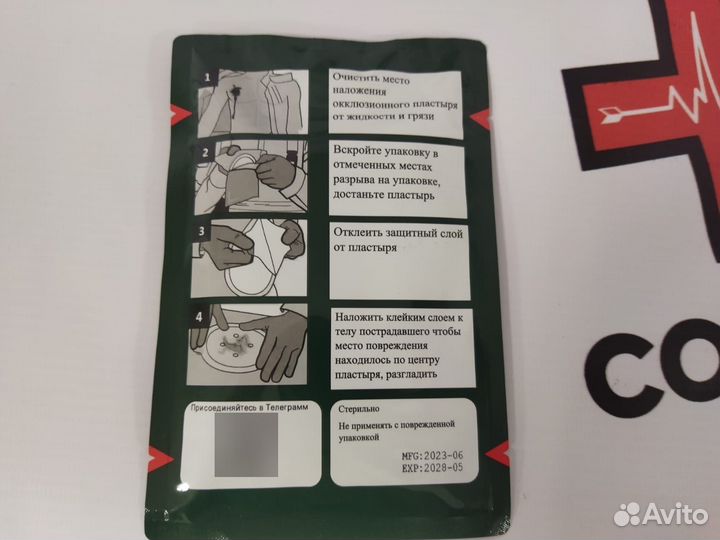 1
Очистить место
наложения
окклюзионного пластыря
от жидкости и грязи
2
Вскройте упаковку в
отмеченных местах
разрыва на упаковке,
достаньте пластырь
3
Отклеить защитный слой
от пластыря
4
Наложить клейким слоем к
телу пострадавшего чтобы
место повреждения
находилось по центру
пластыря, разгладить
Присоединяйтесь в Телеграмм
Стерильно
Не применять с поврежденной
упаковкой
MFG:2023-06
EXP:2028-05
СО
Avito